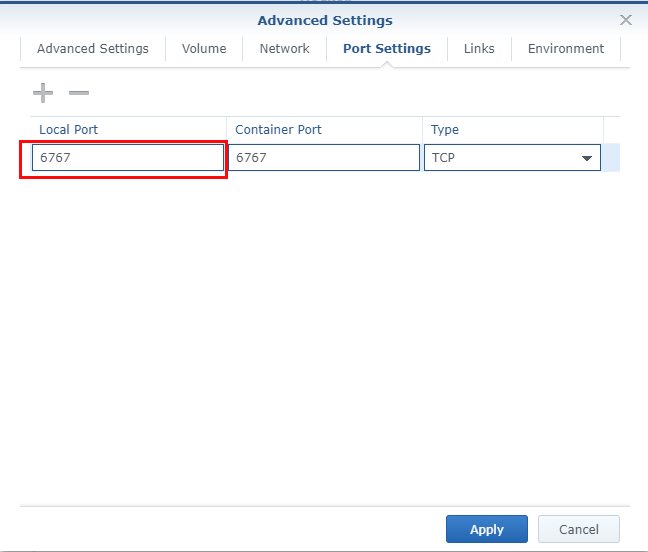 Advanced Settings
Advanced Settings Volume Network Port Settings Links Environment
Local Port Container Port Type
6767 6767 TCP
Apply Cancel